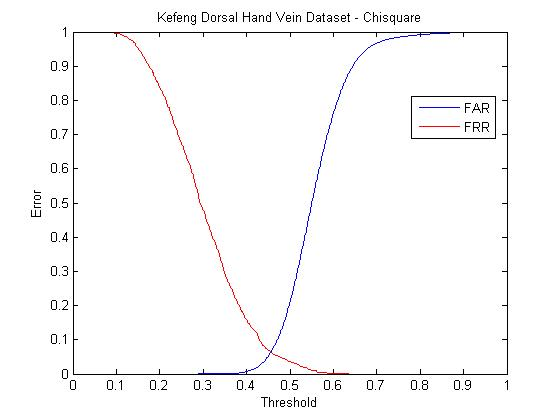 Kefeng Dorsal Hand Vein Dataset - Chisquare
1
0.9
0.8
0.7
0.6
0.5
0.4
0.3
0.2
0.1
0
Error
FAR
FRR
0 0.1 0.2 0.3 0.4 0.5 0.6 0.7 0.8 0.9 1
Threshold